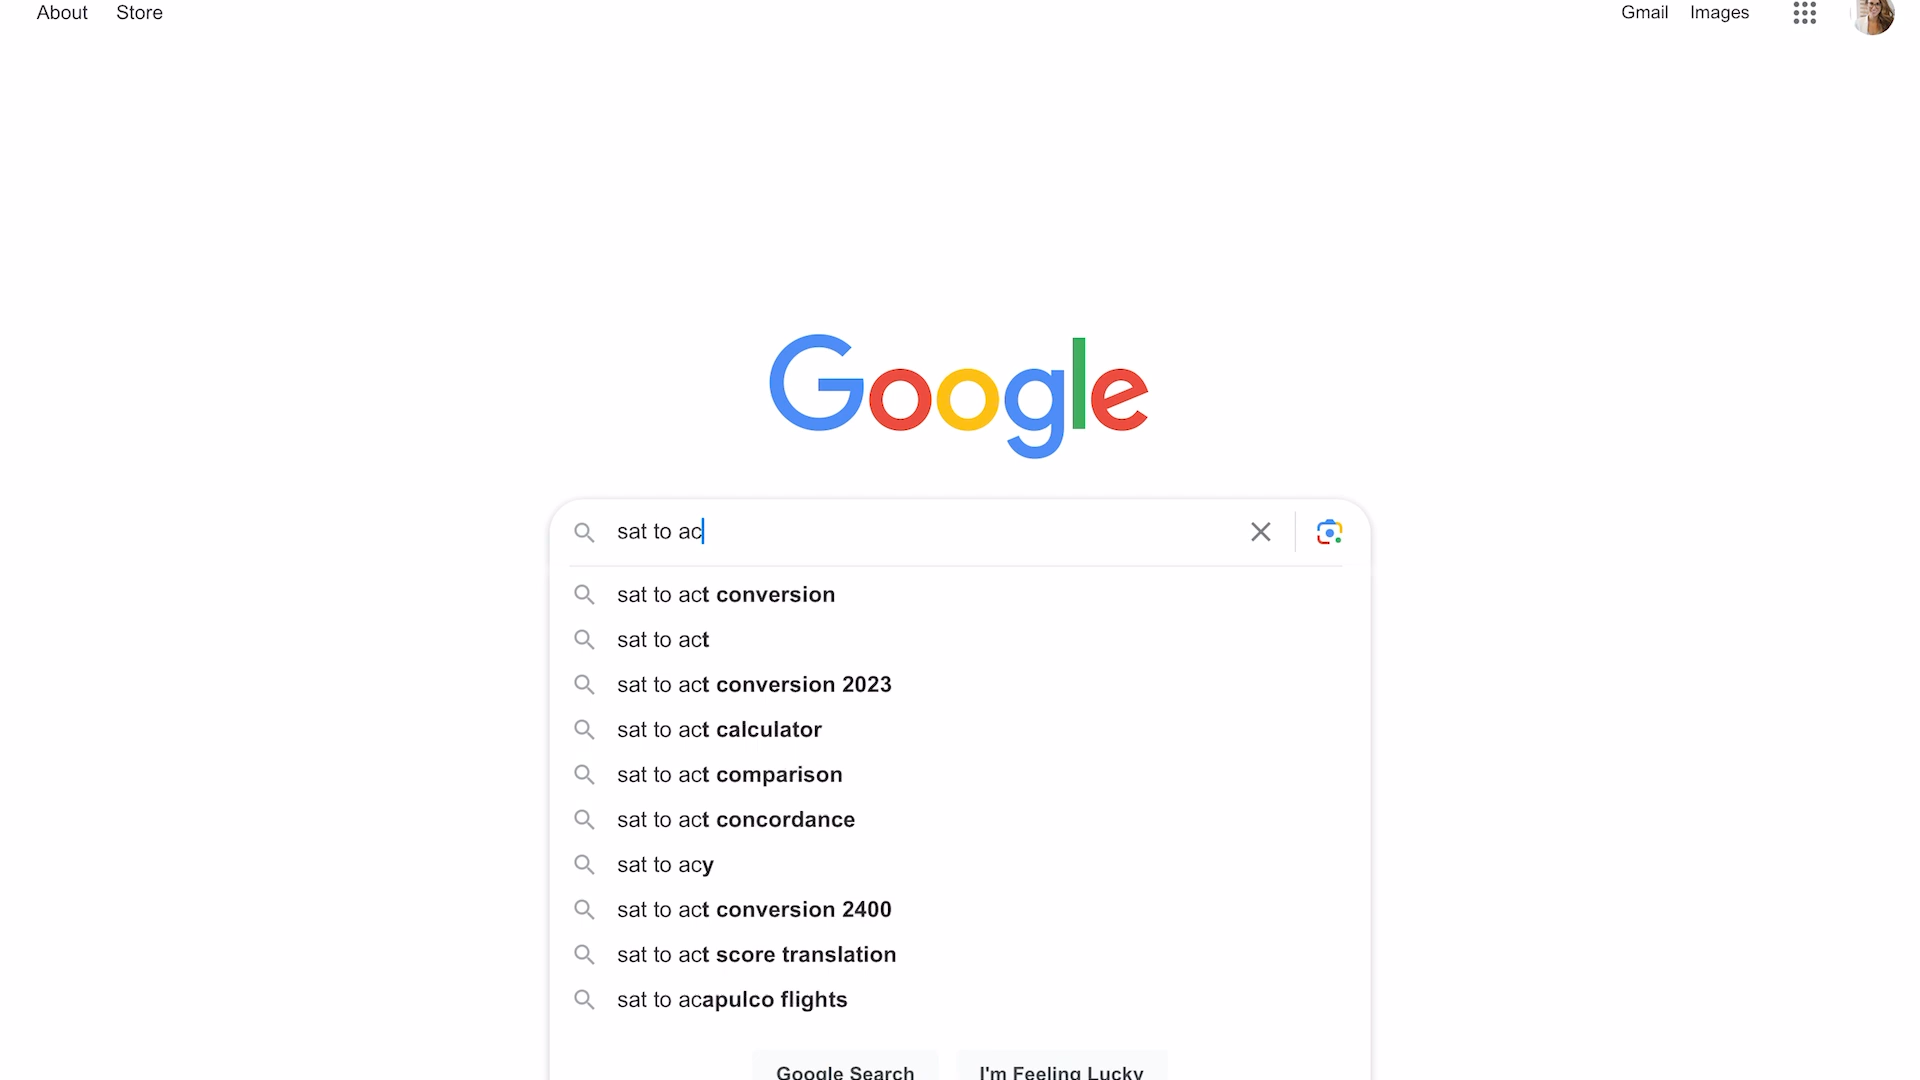 About Store Gmail Images
Google
sat to ac
sat to act conversion
sat to act
sat to act conversion 2023
sat to act calculator
sat to act comparison
sat to act concordance
sat to acy
sat to act conversion 2400
sat to act score translation
sat to acapulco flights
Google Search I'm Feeling Lucky